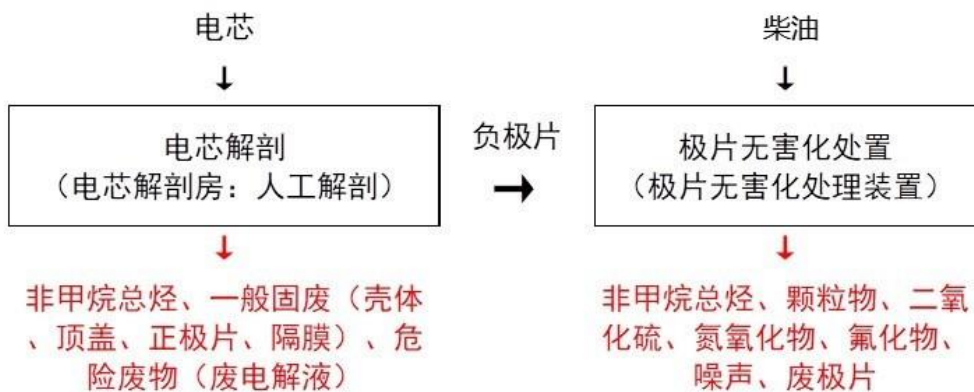 电芯
电芯解剖
（电芯解剖房：人工解剖）
非甲烷总烃、一般固废（壳体
、顶盖、正极片、隔膜）、危
险废物（废电解液）
负极片
柴油
极片无害化处置
（极片无害化处理装置）
非甲烷总烃、颗粒物、二氧
化硫、氮氧化物、氟化物、
噪声、废极片